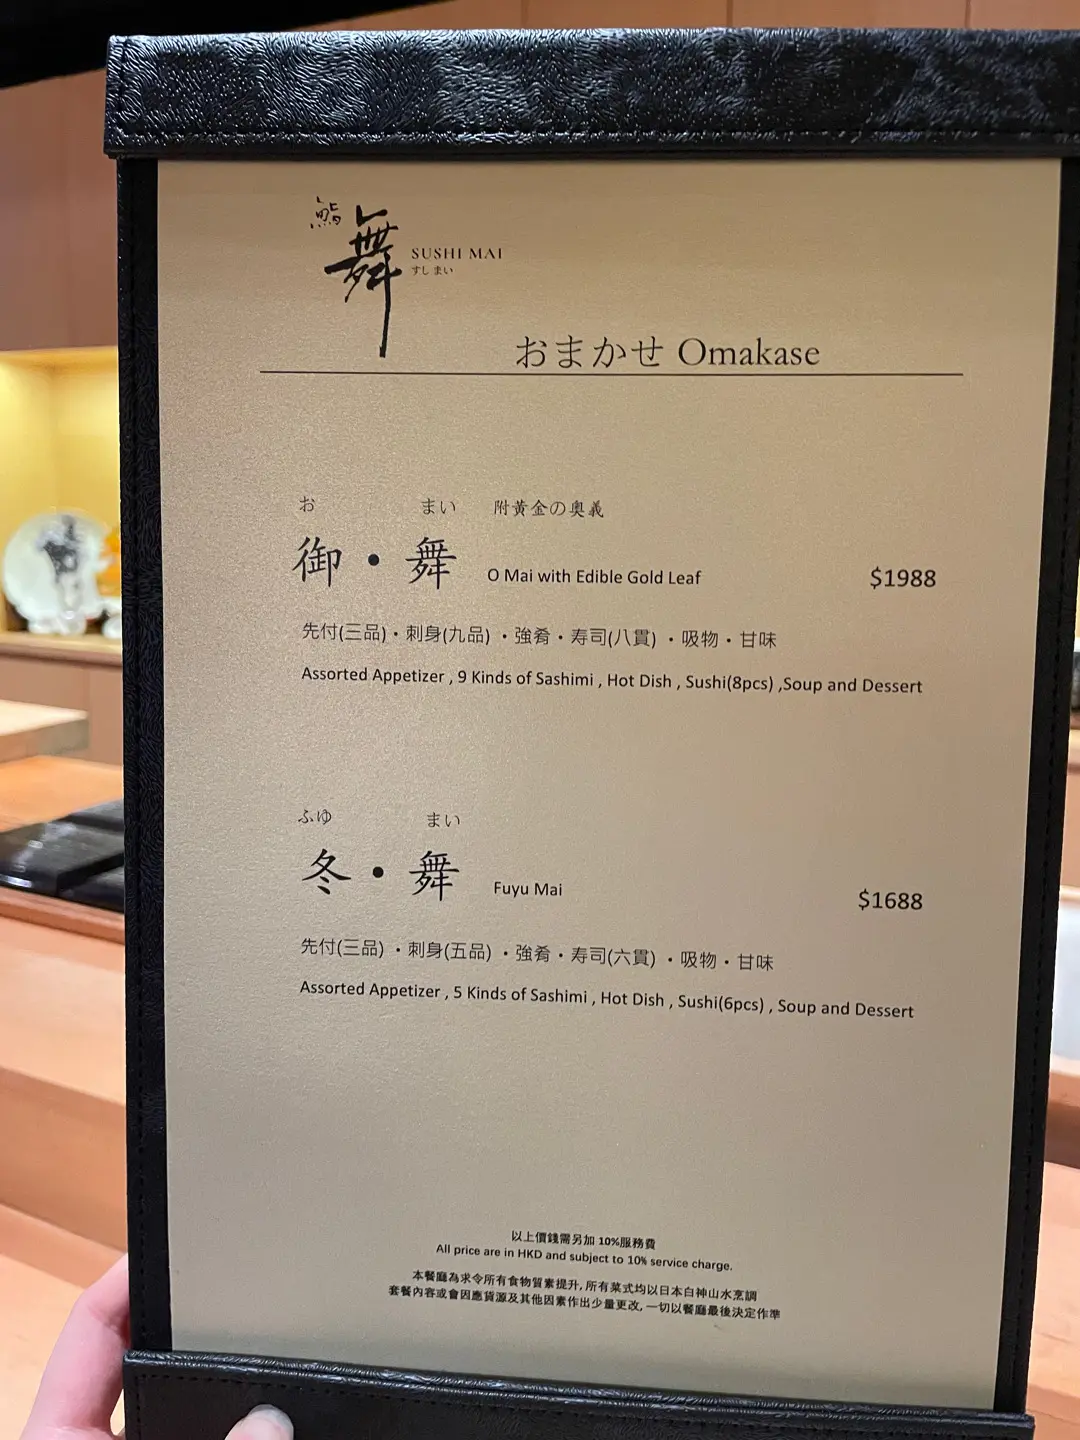 鮨
舞
SUSHI MAI
すし まい
おまかせ Omakase
お まい 附黃金の奧義
御・舞 O Mai with Edible Gold Leaf $1988
先付(三品)・刺身(九品)・強肴・寿司(八貫)・吸物・甘味
Assorted Appetizer , 9 Kinds of Sashimi , Hot Dish , Sushi(8pcs) ,Soup and Dessert
ふゆ まい
冬・舞 Fuyu Mai $1688
先付(三品)・刺身(五品)・強肴・寿司(六貫)・吸物・甘味
Assorted Appetizer , 5 Kinds of Sashimi , Hot Dish , Sushi(6pcs) , Soup and Dessert
以上價錢需另加 10%服務費
All price are in HKD and subject to 10% service charge.
本餐廳為求令所有食物質素提升, 所有菜式均以日本白神山水烹調
套餐內容或會因應貨源及其他因素作出少量更改, 一切以餐廳最後決定作準